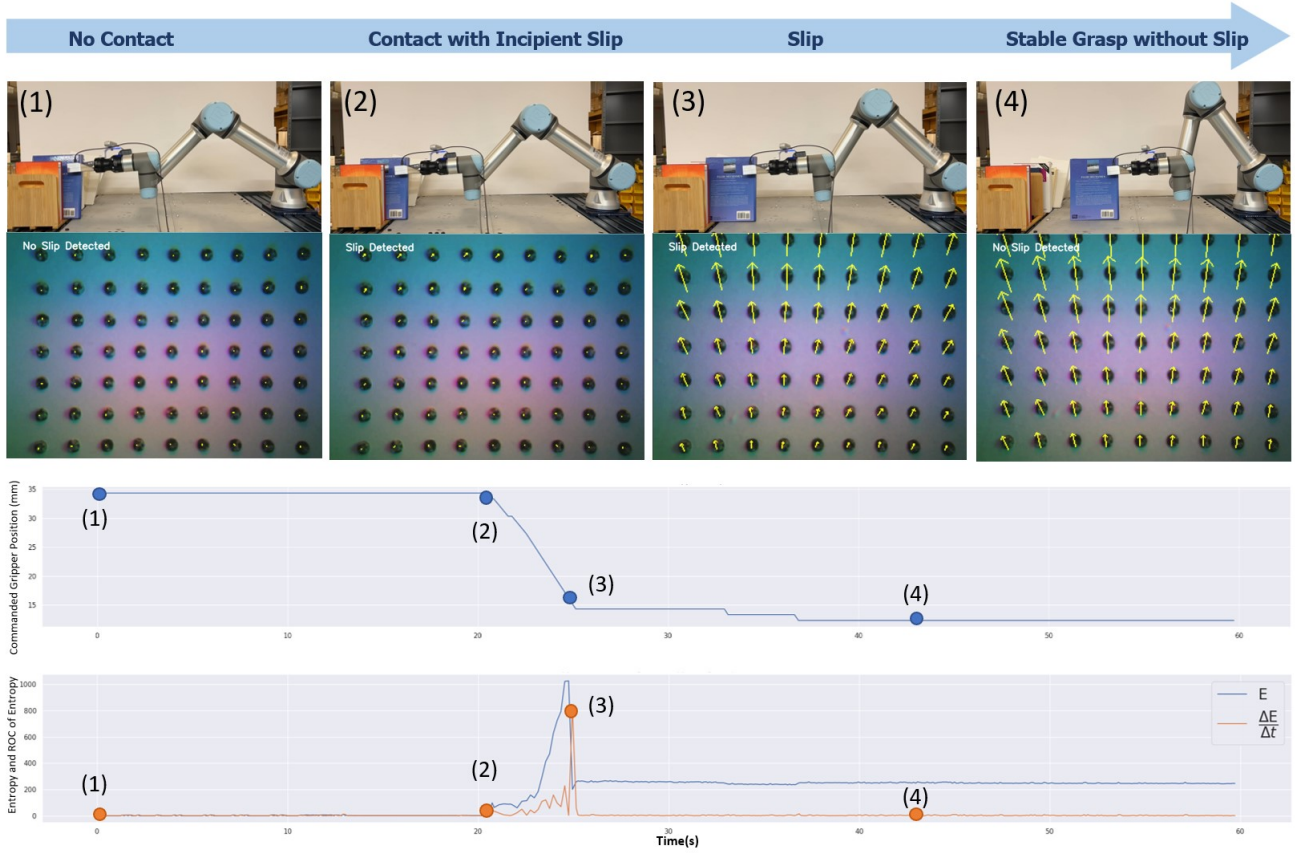 No Contact
Contact with Incipient Slip
Slip
Stable Grasp without Slip
(1)
(2)
(3)
(4)
No Slip Detected
Slip Detected
Slip Detected
No Slip Detected
Commanded Gripper Position (mm)
35
30
25
20
15
(1)
(2)
(3)
(4)
0
10
20
30
40
50
60
Entropy and ROC of Entropy
1000
800
600
400
200
0
(1)
(2)
(3)
(4)
E
ΔE
Δt
0
10
20
30
40
50
60
Time(s)